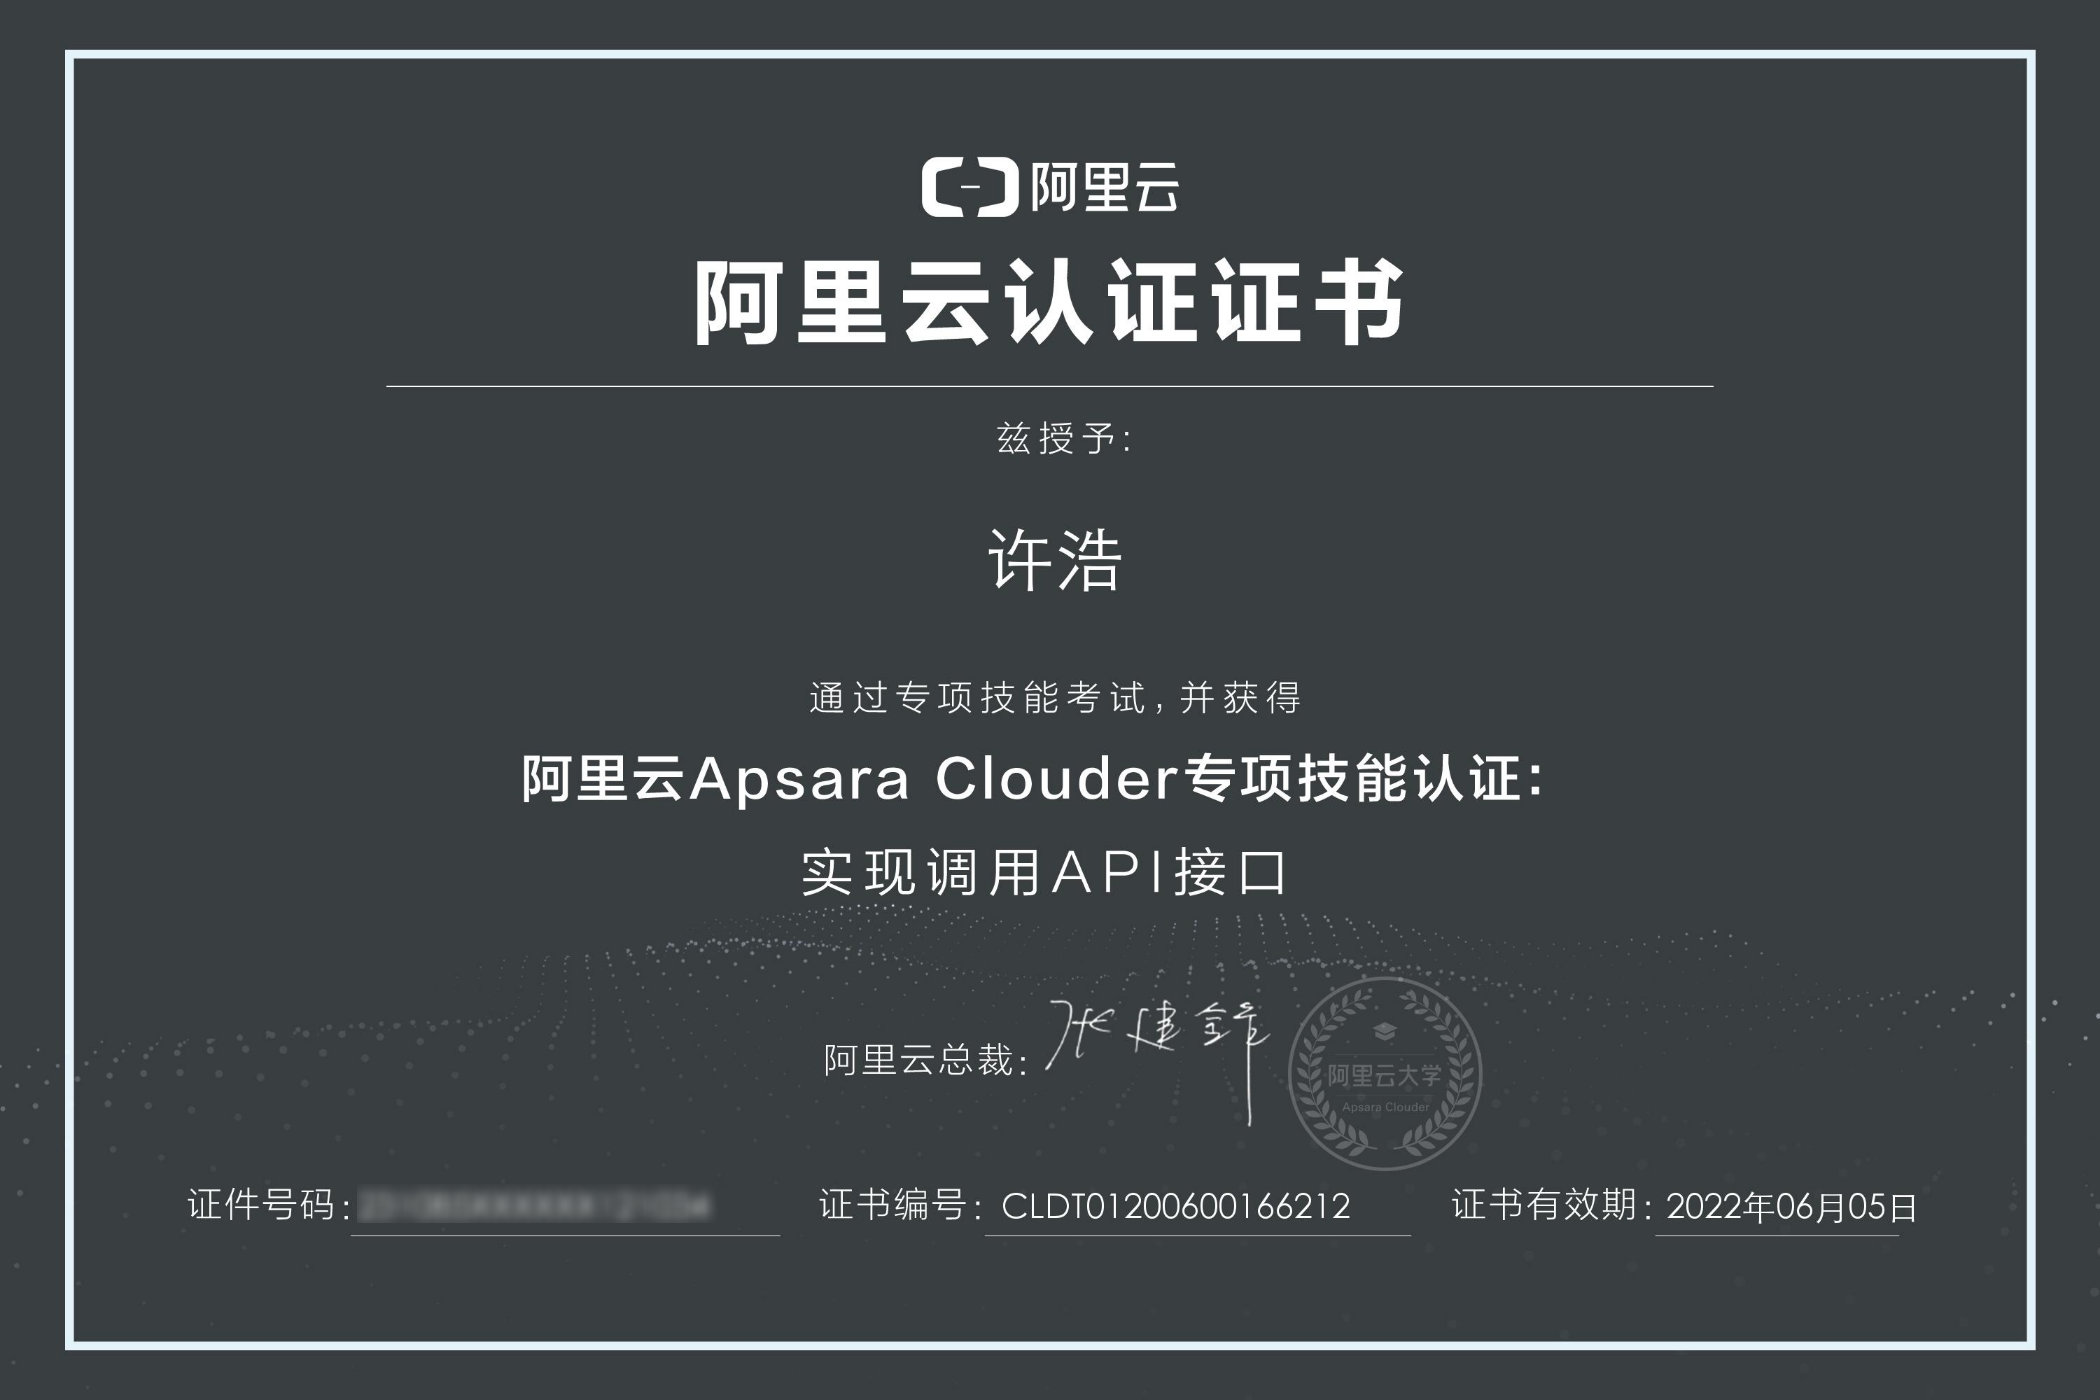 阿里云
阿里云认证证书
兹授予:
许浩
通过专项技能考试,并获得
阿里云Apsara Clouder专项技能认证:
实现调用API接口
阿里云总裁: 张建锋
阿里云大学
Apsara Clouder
证件号码:
证书编号: CLDT01200600166212
证书有效期: 2022年06月05日